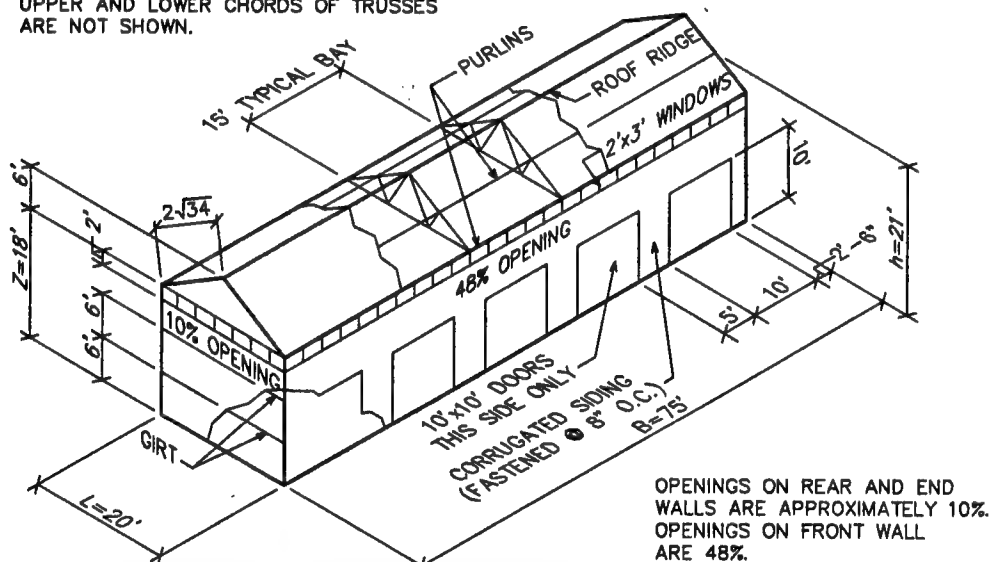 UPPER AND LOWER CHORDS OF TRUSSES
ARE NOT SHOWN.
PURLINS
15' TYPICAL BAY
ROOF RIDGE
2'x3' WINDOWS
6'
2√34
10'
Z=18'
2'
48% OPENING
h=21'
2'-6"
10% OPENING
6'
10'
5'
6'
10'x10' DOORS
THIS SIDE ONLY
CORRUGATED SIDING
(FASTENED @ 8" O.C.)
B=75'
GIRT
L=20'
OPENINGS ON REAR AND END
WALLS ARE APPROXIMATELY 10%.
OPENINGS ON FRONT WALL
ARE 48%.